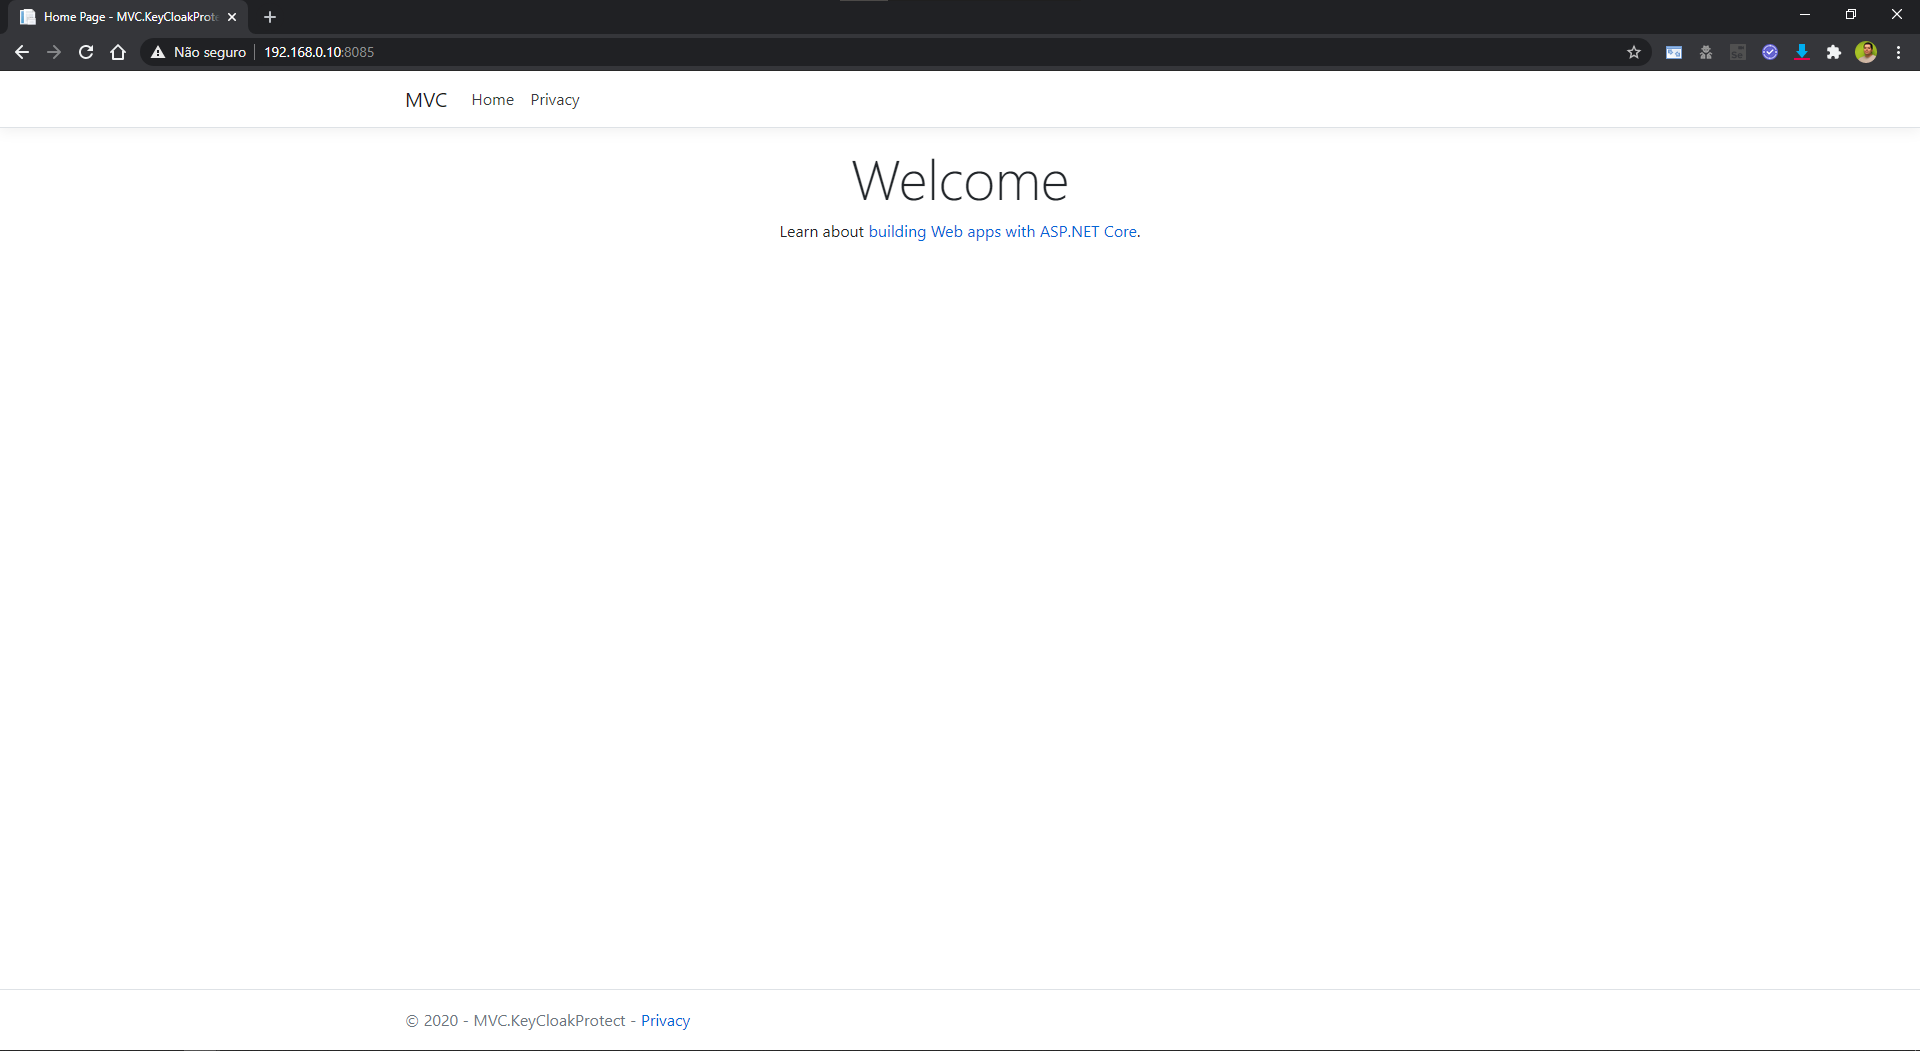 Home Page - MVC.KeyCloakProt
Não seguro 192.168.0.10:8085
MVC Home Privacy
Welcome
Learn about building Web apps with ASP.NET Core.
© 2020 - MVC.KeyCloakProtect - Privacy